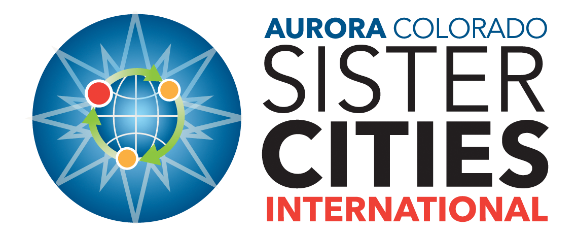 AURORA COLORADO
SISTER
CITIES
INTERNATIONAL